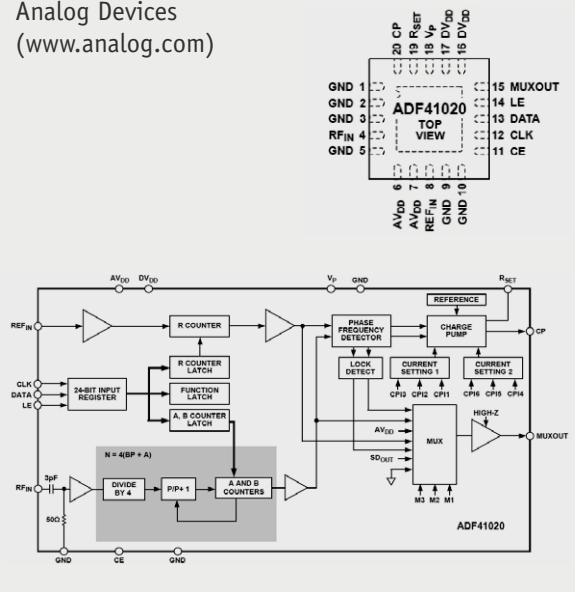 Analog Devices
(www.analog.com)
20 CP
19 RSET
18 VP
17 DVDD
16 DVDD
GND 1
GND 2
GND 3
RFIN 4
GND 5
ADF41020
TOP
VIEW
15 MUXOUT
14 LE
13 DATA
12 CLK
11 CE
AVDD 6
AVDD 7
REFIN 8
GND 9
GND 10
AVDD DVDD VP GND RSET
REFERENCE
REFIN
R COUNTER
PHASE
FREQUENCY
DETECTOR
CHARGE
PUMP
CP
CLK
DATA
LE
24-BIT INPUT
REGISTER
R COUNTER
LATCH
FUNCTION
LATCH
A, B COUNTER
LATCH
LOCK
DETECT
CURRENT
SETTING 1
CURRENT
SETTING 2
CPI3 CPI2 CPI1 CPI6 CPI5 CPI4
HIGH-Z
AVDD
MUX
MUXOUT
SDOUT
N = 4(BP + A)
RFIN
3pF
DIVIDE
BY 4
P/P+ 1
A AND B
COUNTERS
50Ω
M3 M2 M1
ADF41020
GND CE GND